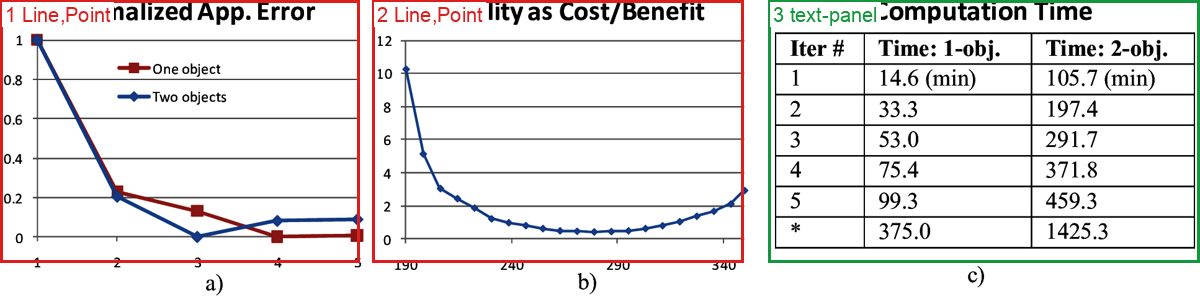 1 Line,Point
nalized App. Error
1
0.8
0.6
0.4
0.2
0
One object
Two objects
1 2 3 4 5
a)
2 Line,Point
lity as Cost/Benefit
12
10
8
6
4
2
0
190 240 290 340
b)
3 text-panel
Computation Time
Iter # Time: 1-obj. Time: 2-obj.
1 14.6 (min) 105.7 (min)
2 33.3 197.4
3 53.0 291.7
4 75.4 371.8
5 99.3 459.3
* 375.0 1425.3
c)